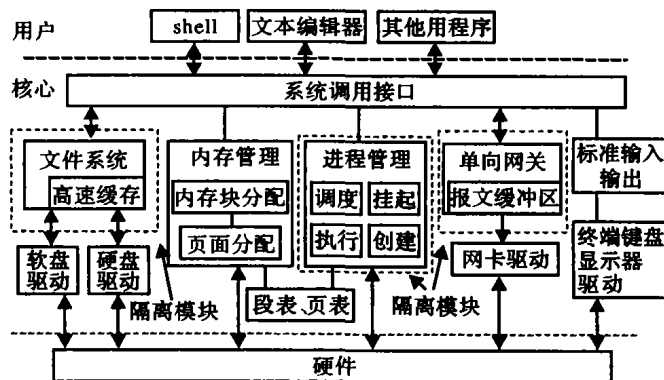 用户
shell
文本编辑器
其他用程序
核心
系统调用接口
文件系统
高速缓存
内存管理
内存块分配
页面分配
进程管理
调度
挂起
执行
创建
单向网关
报文缓冲区
标准输入
输出
软盘
驱动
硬盘
驱动
隔离模块
段表、页表
隔离模块
网卡驱动
终端键盘
显示器
驱动
硬件